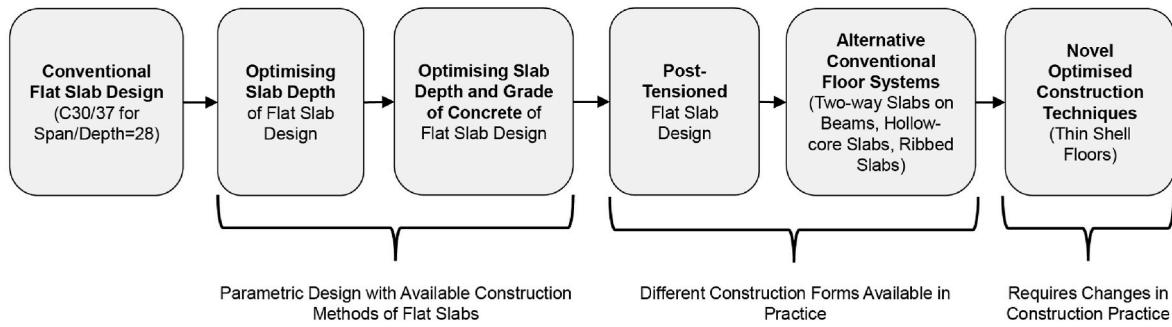 Conventional
Flat Slab Design
(C30/37 for
Span/Depth=28)
Optimising
Slab Depth
of Flat Slab
Design
Optimising Slab
Depth and Grade
of Concrete of
Flat Slab Design
Post-
Tensioned
Flat Slab
Design
Alternative
Conventional
Floor Systems
(Two-way Slabs on
Beams, Hollow-
core Slabs, Ribbed
Slabs)
Novel
Optimised
Construction
Techniques
(Thin Shell
Floors)
Parametric Design with Available Construction
Methods of Flat Slabs
Different Construction Forms Available in
Practice
Requires Changes in
Construction Practice